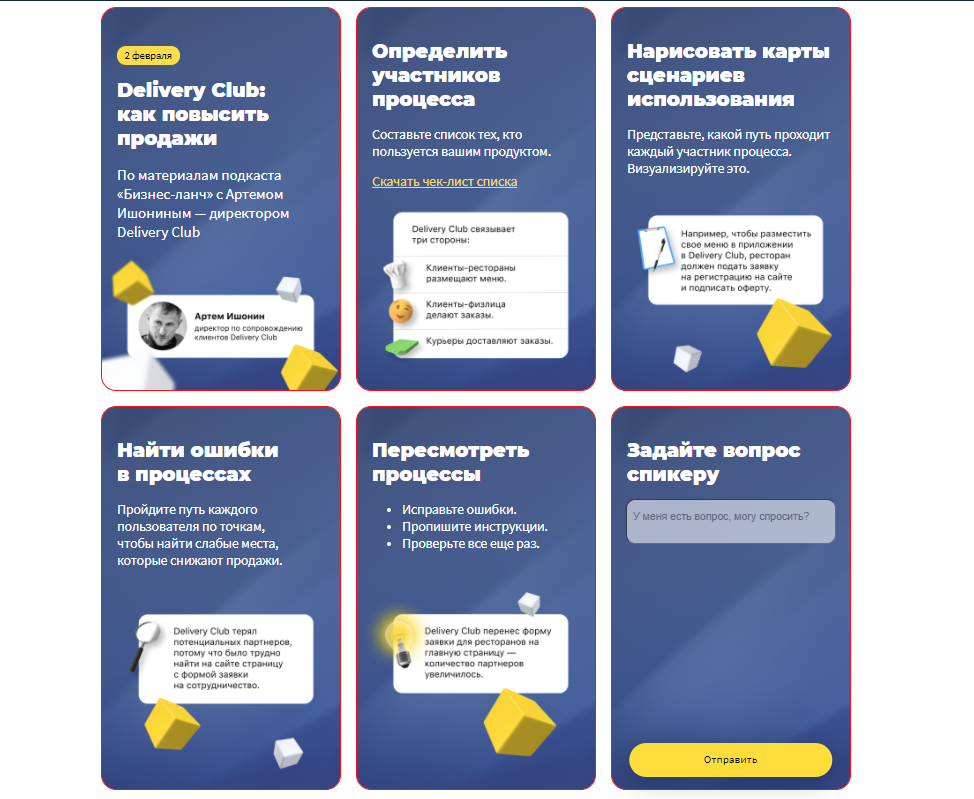 2 февраля
Delivery Club:
как повысить
продажи
По материалам подкаста
«Бизнес-ланч» с Артемом
Ишониным — директором
Delivery Club
Артем Ишонин
директор по сопровождению
клиентов Delivery Club
Определить
участников
процесса
Составьте список тех, кто
пользуется вашим продуктом.
Скачать чек-лист списка
Delivery Club связывает
три стороны:
Клиенты-рестораны
размещают меню.
Клиенты-физлица
делают заказы.
Курьеры доставляют заказы.
Нарисовать карты
сценариев
использования
Представьте, какой путь проходит
каждый участник процесса.
Визуализируйте это.
Например, чтобы разместить
свое меню в приложении
в Delivery Club, ресторан
должен подать заявку
на регистрацию на сайте
и подписать оферту.
Найти ошибки
в процессах
Пройдите путь каждого
пользователя по точкам,
чтобы найти слабые места,
которые снижают продажи.
Delivery Club терял
потенциальных партнеров,
потому что было трудно
найти на сайте страницу
с формой заявки
на сотрудничество.
Пересмотреть
процессы
• Исправьте ошибки.
• Пропишите инструкции.
• Проверьте все еще раз.
Delivery Club перенес форму
заявки для ресторанов на
главную страницу —
количество партнеров
увеличилось.
Задайте вопрос
спикеру
У меня есть вопрос, могу спросить?
Отправить